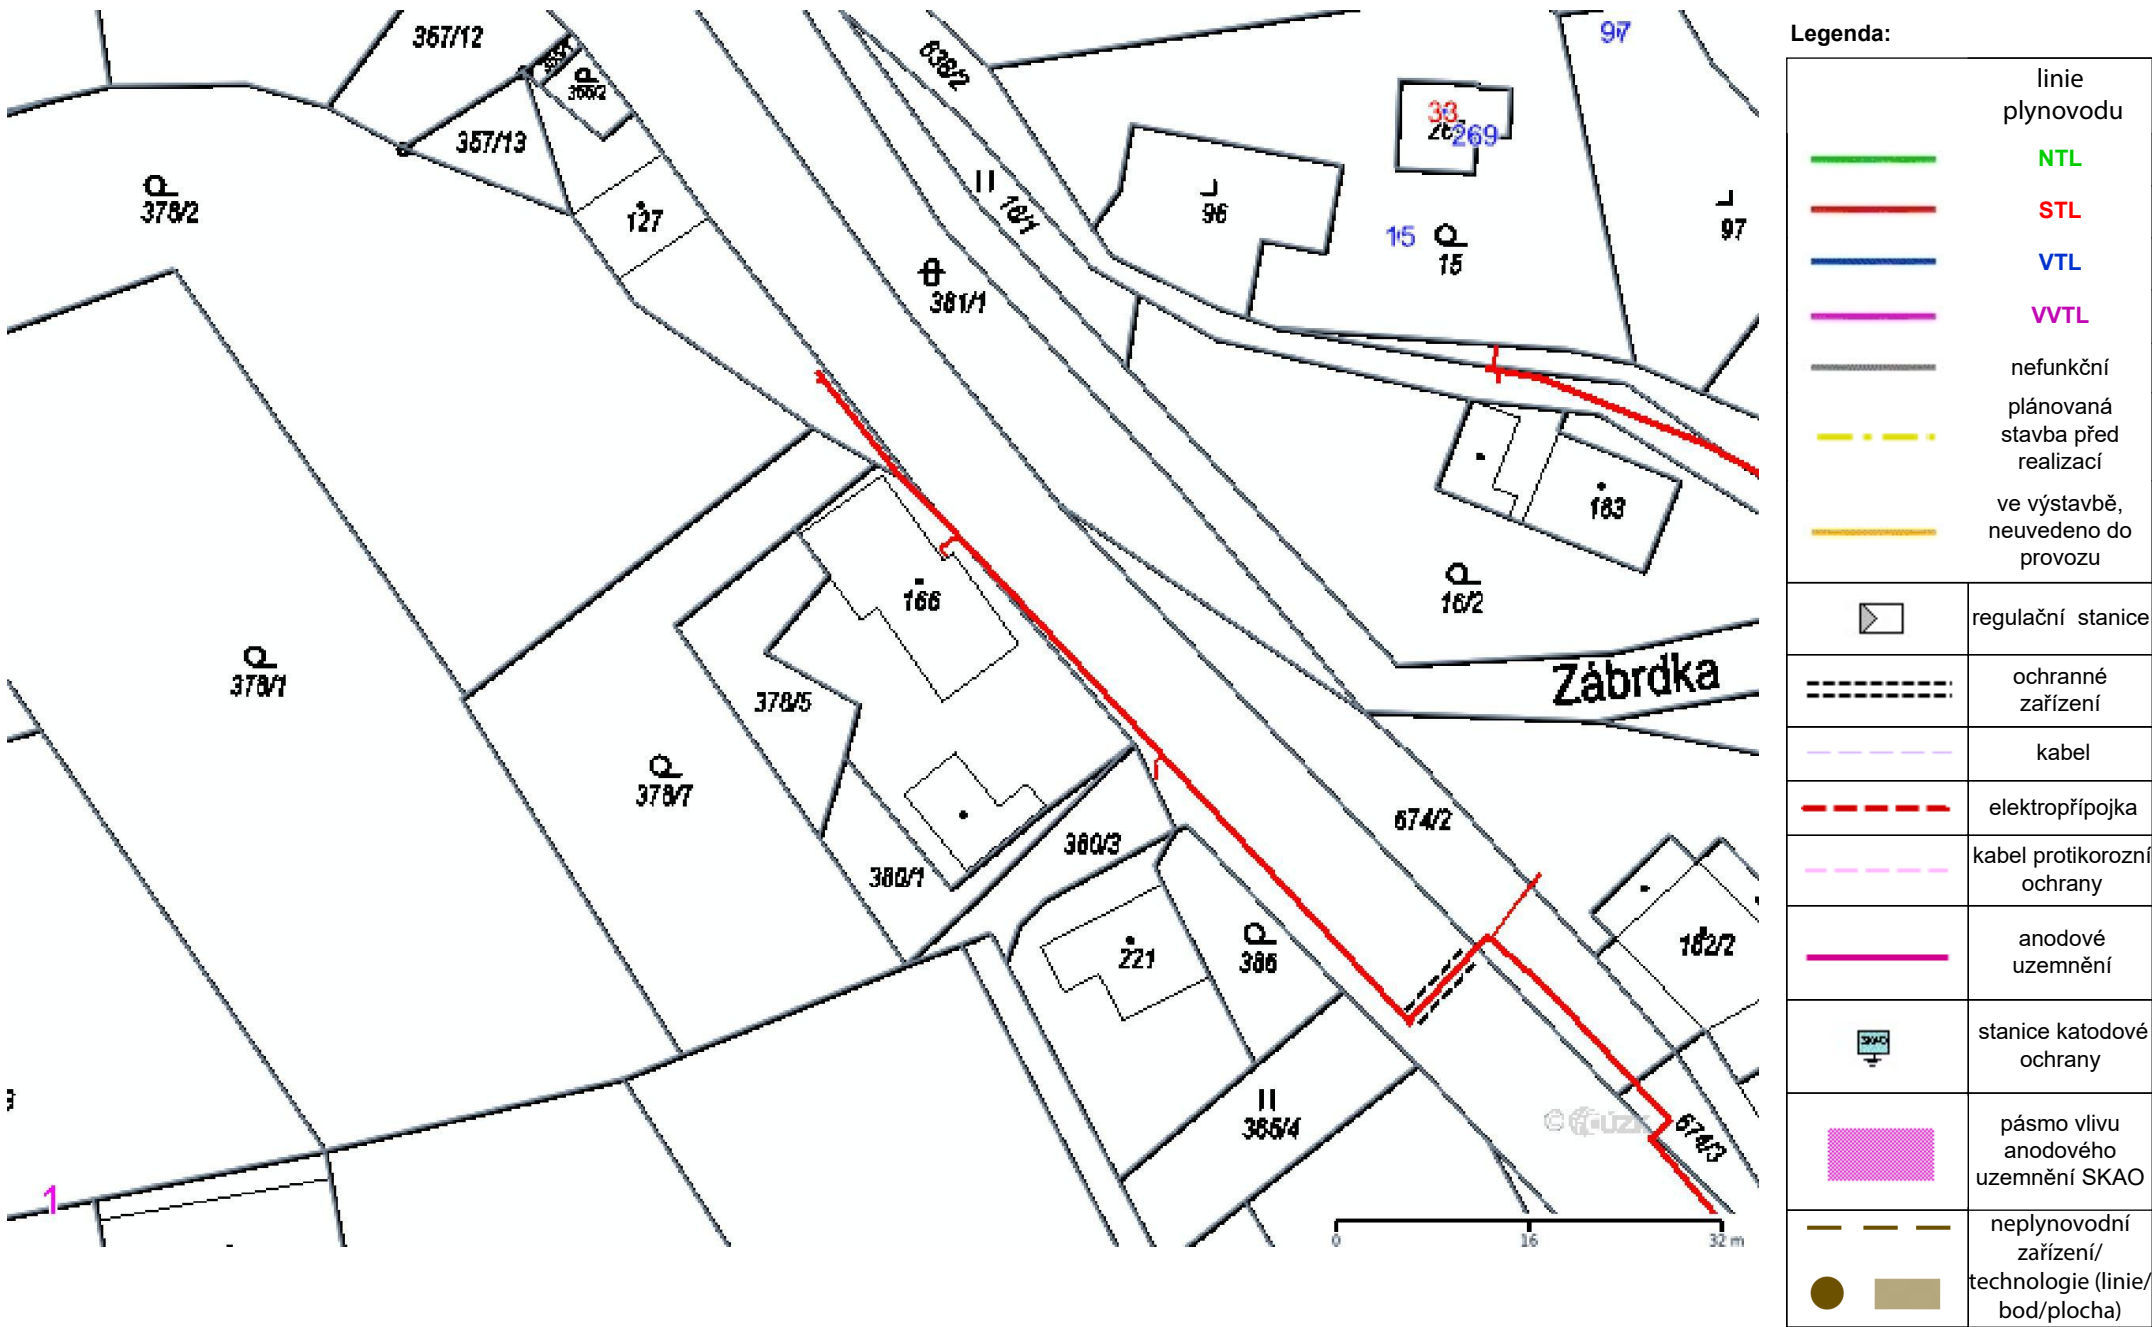 367/12
638/2
97
366/2
357/13
33
269
378/2
127
16/1
96
97
15
15
381/1
183
166
16/2
378/1
378/5
Zábrdka
378/7
674/2
380/3
380/1
221
386
182/2
365/4
674/3
1
0 16 32 m
Legenda:
linie
plynovodu
NTL
STL
VTL
VVTL
nefunkční
plánovaná
stavba před
realizací
ve výstavbě,
neuvedeno do
provozu
regulační stanice
ochranné
zařízení
kabel
elektropřípojka
kabel protikorozní
ochrany
anodové
uzemnění
SKAO
stanice katodové
ochrany
pásmo vlivu
anodového
uzemnění SKAO
neplynovodní
zařízení/
technologie (linie/
bod/plocha)